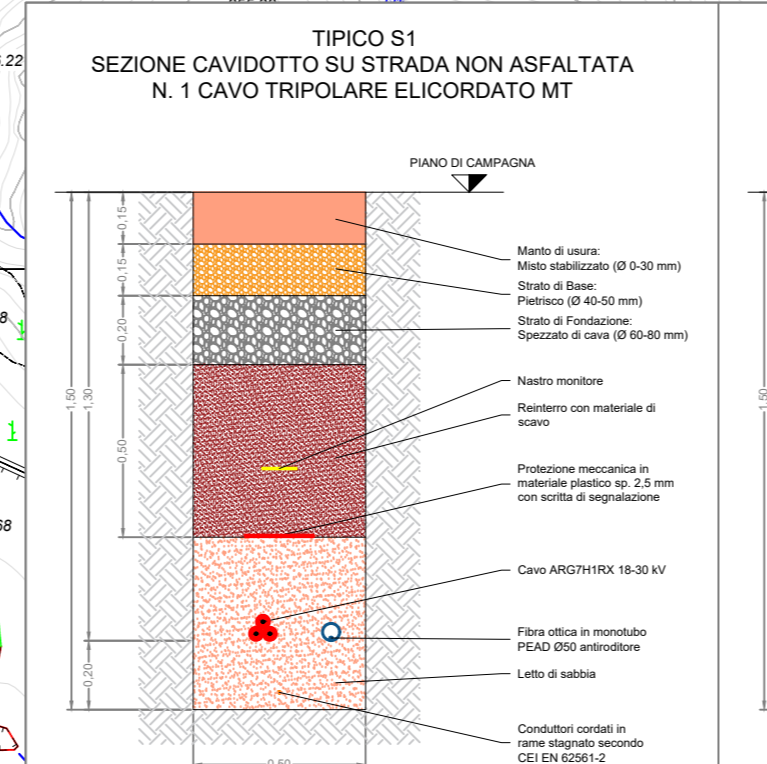 TIPICO S1
SEZIONE CAVIDOTTO SU STRADA NON ASFALTATA
N. 1 CAVO TRIPOLARE ELICORDATO MT
PIANO DI CAMPAGNA
Manto di usura:
Misto stabilizzato (Ø 0-30 mm)
Strato di Base:
Pietrisco (Ø 40-50 mm)
Strato di Fondazione:
Spezzato di cava (Ø 60-80 mm)
Nastro monitore
Reinterro con materiale di
scavo
Protezione meccanica in
materiale plastico sp. 2,5 mm
con scritta di segnalazione
Cavo ARG7H1RX 18-30 kV
Fibra ottica in monotubo
PEAD Ø50 antiroditore
Letto di sabbia
Conduttori cordati in
rame stagnato secondo
CEI EN 62561-2
0,15
0,15
0,20
0,50
1,50
1,30
0,20
0,50
1,50